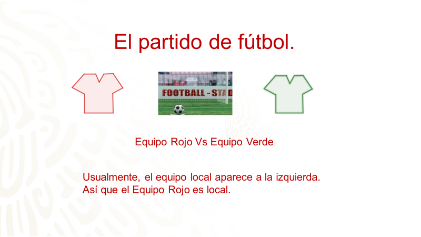 El partido de fútbol.
FOOTBALL - STAD
Equipo Rojo Vs Equipo Verde
Usualmente, el equipo local aparece a la izquierda.
Así que el Equipo Rojo es local.